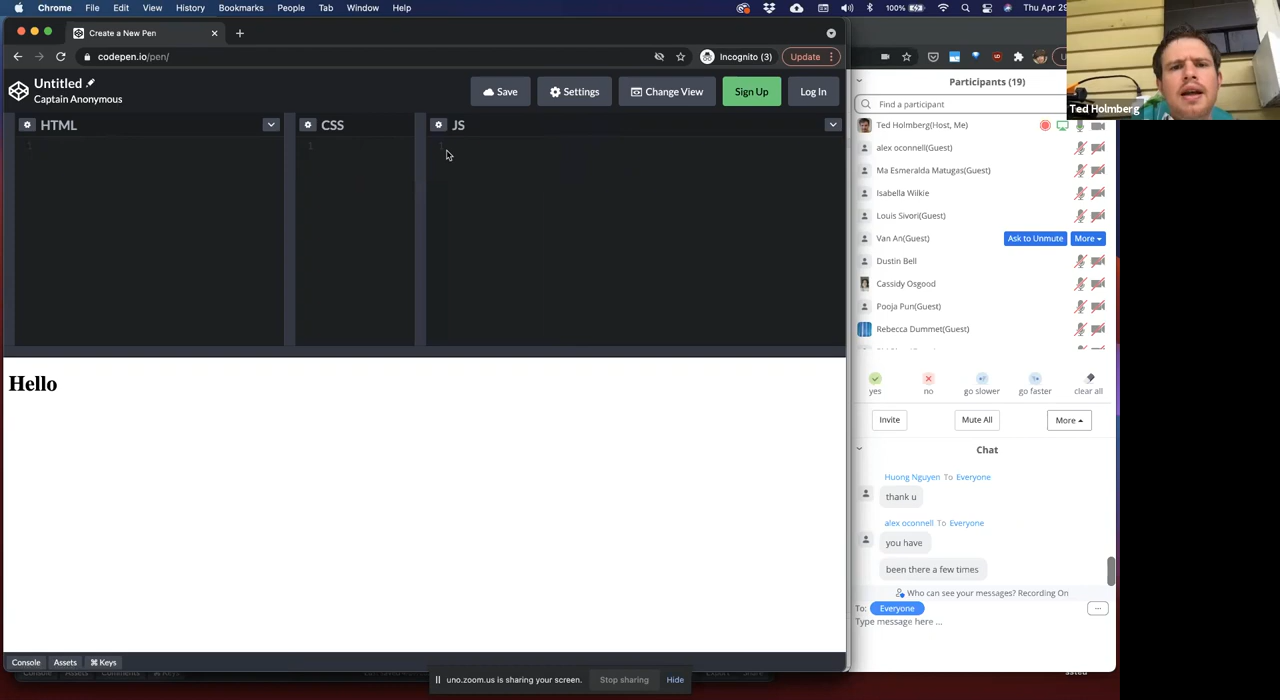 Chrome File Edit View History Bookmarks People Tab Window Help 100% Thu Apr 29
Create a New Pen
codepen.io/pen/
Incognito (3) Update
Untitled
Captain Anonymous
Save Settings Change View Sign Up Log In
HTML CSS JS
1 1 1
Hello
Console Assets ⌘ Keys
uno.zoom.us is sharing your screen. Stop sharing Hide
Ted Holmberg
Participants (19)
Find a participant
Ted Holmberg(Host, Me)
alex oconnell(Guest)
Ma Esmeralda Matugas(Guest)
Isabella Wilkie
Louis Sivori(Guest)
Van An(Guest) Ask to Unmute More
Dustin Bell
Cassidy Osgood
Pooja Pun(Guest)
Rebecca Dummet(Guest)
yes no go slower go faster clear all
Invite Mute All More
Chat
Huong Nguyen To Everyone
thank u
alex oconnell To Everyone
you have
been there a few times
Who can see your messages? Recording On
To: Everyone
Type message here ...